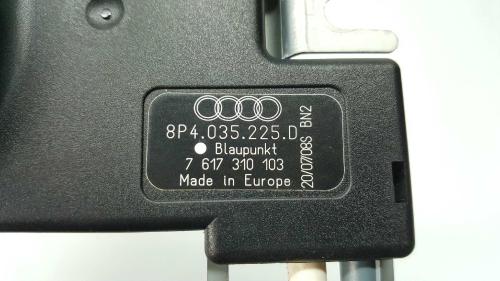 8P4.035.225.D
Blaupunkt
7 617 310 103
Made in Europe
20/07/08S BN2